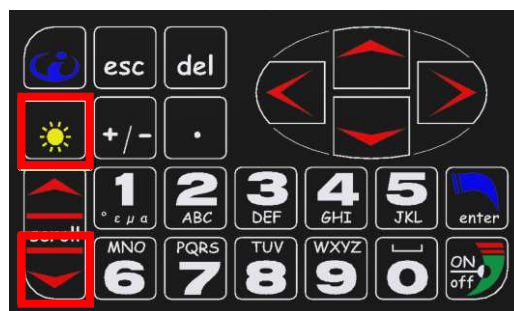 i esc del
+/- .
1 2 3 4 5
° ε μ α ABC DEF GHI JKL enter
scroll
MNO PQRS TUV WXYZ
6 7 8 9 0 ON
off